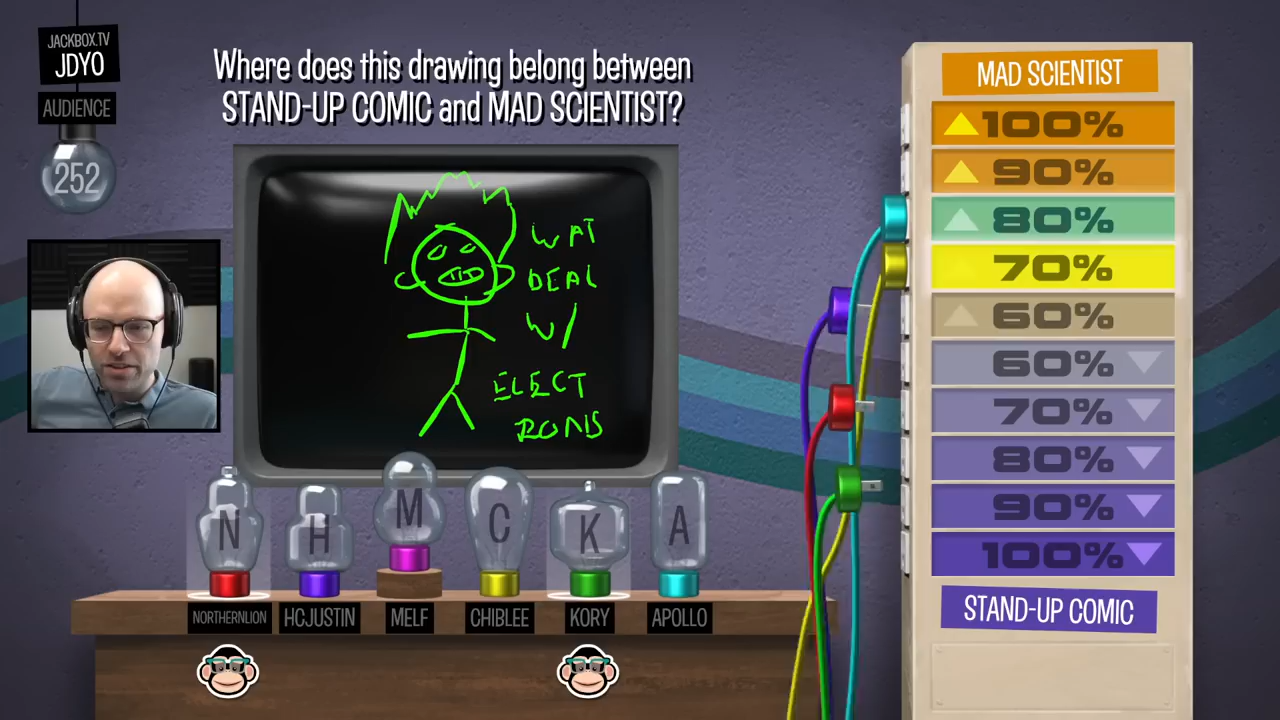 JACKBOX.TV
JDYO
AUDIENCE
252
Where does this drawing belong between
STAND-UP COMIC and MAD SCIENTIST?
WAT
DEAL
W/
ELECT
RONS
N
H
M
C
K
A
NORTHERNLION
HCJUSTIN
MELF
CHIBLEE
KORY
APOLLO
MAD SCIENTIST
100%
90%
80%
70%
60%
60%
70%
80%
90%
100%
STAND-UP COMIC